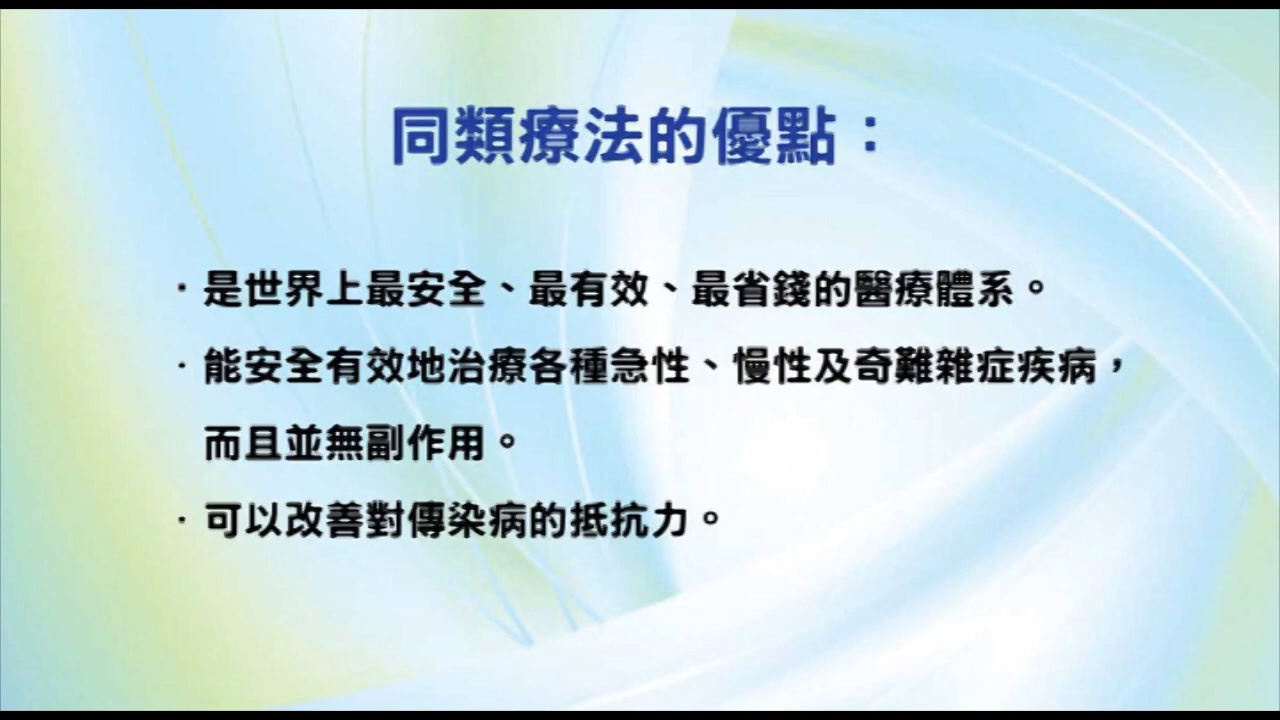 同類療法的優點：
·是世界上最安全、最有效、最省錢的醫療體系。
·能安全有效地治療各種急性、慢性及奇難雜症疾病，
而且並無副作用。
·可以改善對傳染病的抵抗力。